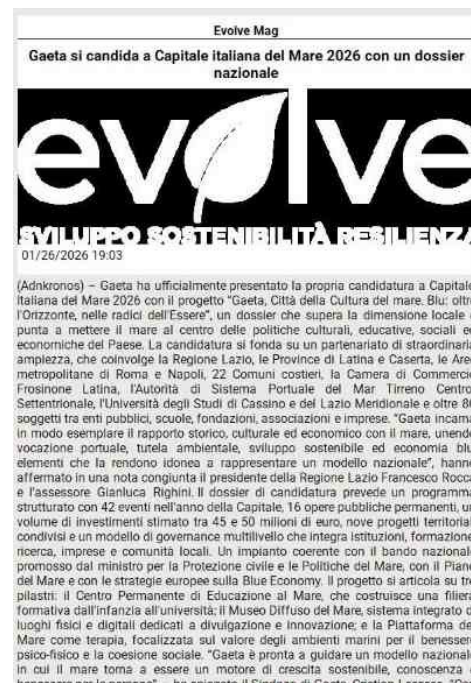 Evolve Mag
Gaeta si candida a Capitale italiana del Mare 2026 con un dossier
nazionale
evolve
SVILUPPO SOSTENIBILITÀ RESILIENZA
01/26/2026 19:03
(Adnkronos) – Gaeta ha ufficialmente presentato la propria candidatura a Capitale
Italiana del Mare 2026 con il progetto “Gaeta, Città della Cultura del mare. Blu: oltre
l'Orizzonte, nelle radici dell'Essere”, un dossier che supera la dimensione locale
punta a mettere il mare al centro delle politiche culturali, educative, sociali ed
economiche del Paese. La candidatura si fonda su un partenariato di straordinaria
ampiezza, che coinvolge la Regione Lazio, le Province di Latina e Caserta, le Aree
metropolitane di Roma e Napoli, 22 Comuni costieri, la Camera di Commercio
Frosinone Latina, l'Autorità di Sistema Portuale del Mar Tirreno Centro
Settentrionale, l'Università degli Studi di Cassino e del Lazio Meridionale e oltre
soggetti tra enti pubblici, scuole, fondazioni, associazioni e imprese. “Gaeta incarna
in modo esemplare il rapporto storico, culturale ed economico con il mare, unendo
vocazione portuale, tutela ambientale, sviluppo sostenibile ed economia blu,
elementi che la rendono idonea a rappresentare un modello nazionale”, hanno
affermato in una nota congiunta il presidente della Regione Lazio Francesco Rocca
e l'assessore Gianluca Righini. Il dossier di candidatura prevede un programma
strutturato con 42 eventi nell'anno della Capitale, 16 opere pubbliche permanenti, un
volume di investimenti stimato tra 45 e 50 milioni di euro, nove progetti territoriali
condivisi e un modello di governance multilivello che integra istituzioni, formazione,
ricerca, imprese e comunità locali. Un impianto coerente con il bando nazionale
promosso dal ministro per la Protezione civile e le Politiche del Mare, con il Piano
del Mare e con le strategie europee sulla Blue Economy. Il progetto si articola su tre
pilastri: il Centro Permanente di Educazione al Mare, che costruisce una filiera
formativa dall'infanzia all'università; il Museo Diffuso del Mare, sistema integrato di
luoghi fisici e digitali dedicati a divulgazione e innovazione; e la Piattaforma del
Mare come terapia, focalizzata sul valore degli ambienti marini per il benessere
psico-fisico e la coesione sociale. “Gaeta è pronta a guidare un modello nazionale
in cui il mare torna a essere un motore di crescita sostenibile, conoscenza